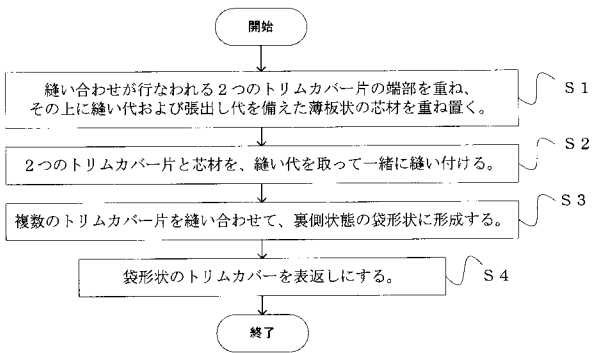 開始
縫い合わせが行なわれる2つのトリムカバー片の端部を重ね、
その上に縫い代および張出し代を備えた薄板状の芯材を重ね置く。
S1
2つのトリムカバー片と芯材を、縫い代を取って一緒に縫い付ける。
S2
複数のトリムカバー片を縫い合わせて、裏側状態の袋形状に形成する。
S3
袋形状のトリムカバーを表返しにする。
S4
終了